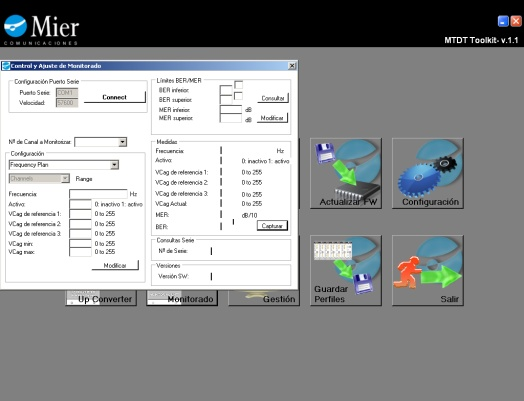 Mier
COMUNICACIONES
MTDT Toolkit- v.1.1
Control y Ajuste de Monitorado
Configuración Puerto Serie
Puerto Serie: COM1
Velocidad: 57600
Connect
Nº de Canal a Monitorizar:
Configuración
Frequency Plan
Channels
Range
Frecuencia: Hz
Activo: 0: inactivo 1: activo
VCag de referencia 1: 0 to 255
VCag de referencia 2: 0 to 255
VCag de referencia 3: 0 to 255
VCag min: 0 to 255
VCag max: 0 to 255
Modificar
Límites BER/MER
BER inferior:
BER superior:
Consultar
MER inferior: dB
MER superior: dB
Modificar
Medidas
Frecuencia: Hz
Activo: 0: inactivo 1: activo
VCag de referencia 1: 0 to 255
VCag de referencia 2: 0 to 255
VCag de referencia 3: 0 to 255
VCag Actual: 0 to 255
MER: dB/10
BER:
Capturar
Consultas Serie
Nº de Serie:
Versiones
Versión SW:
Actualizar FW
Configuración
Up Converter
Monitorado
Gestión
Guardar
Perfiles
Salir